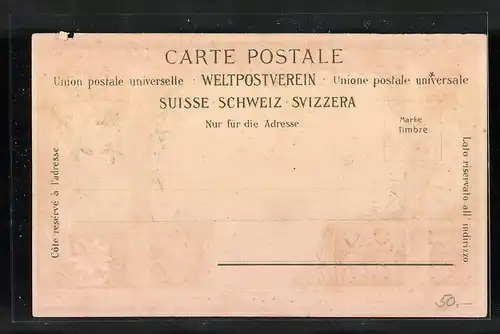 CARTE POSTALE
Union postale universelle · WELTPOSTVEREIN · Unione postale universale
SUISSE · SCHWEIZ · SVIZZERA
Nur für die Adresse
Marke
Timbre
Côté reservé à l'adresse
Lato riservato all' indirizzo
50.—